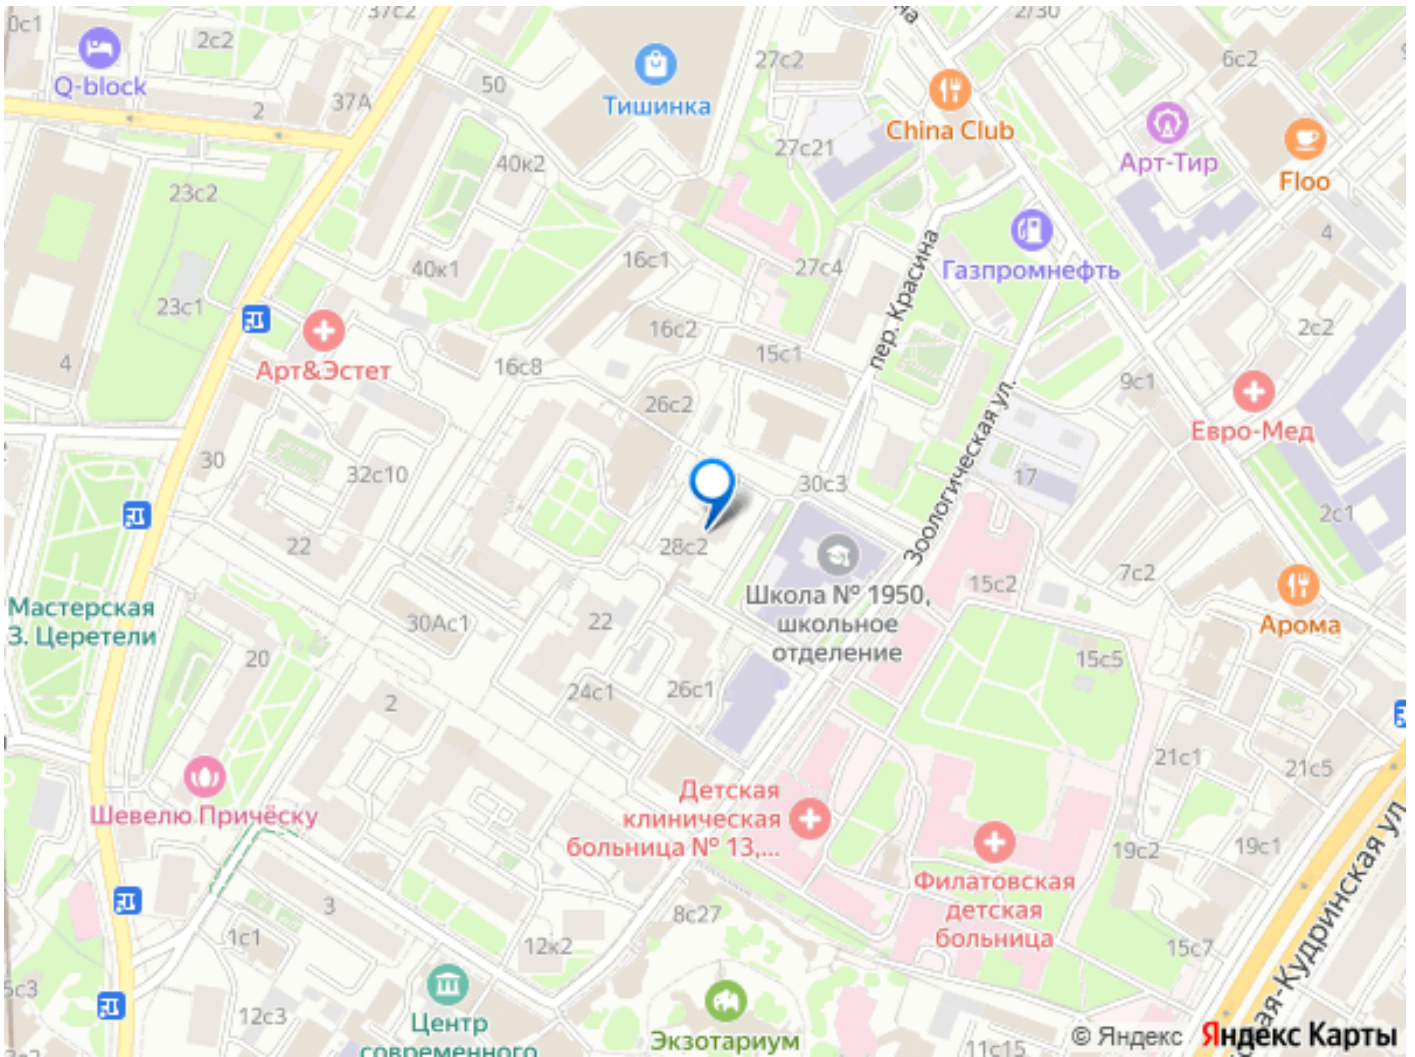 0с1
37с2
2/30
Q-block
2с2
50
Тишинка
27с2
China Club
6с2
Арт-Тир
Floo
2
37А
40к2
27с21
23с2
4
40к1
16с1
27с4
пер. Красина
Газпромнефть
23с1
Арт&Эстет
16с8
16с2
15с1
2с2
4
26с2
9с1
Евро-Мед
30
32с10
30с3
Зоологическая ул.
17
2с1
22
28с2
Школа № 1950,
школьное
отделение
15с2
7с2
Арома
Мастерская
З. Церетели
30Ас1
22
20
24с1
26с1
15с5
2
21с1
21с5
Шевелю Причёску
Детская
клиническая
больница № 13,...
Филатовская
детская
больница
19с2
19с1
3
8с27
1с1
12к2
15с7
ая-Кудринская ул
5с3
12с3
Центр
современного
Экзотариум
11с15
© Яндекс
Яндекс Карты